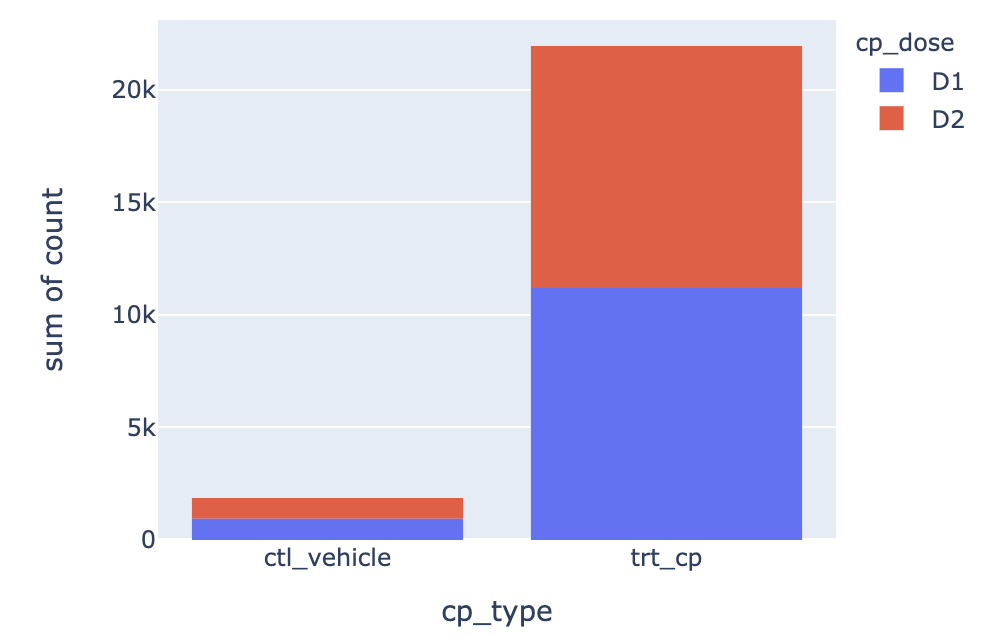 cp_dose
D1
D2
20k
15k
10k
5k
0
sum of count
ctl_vehicle
trt_cp
cp_type